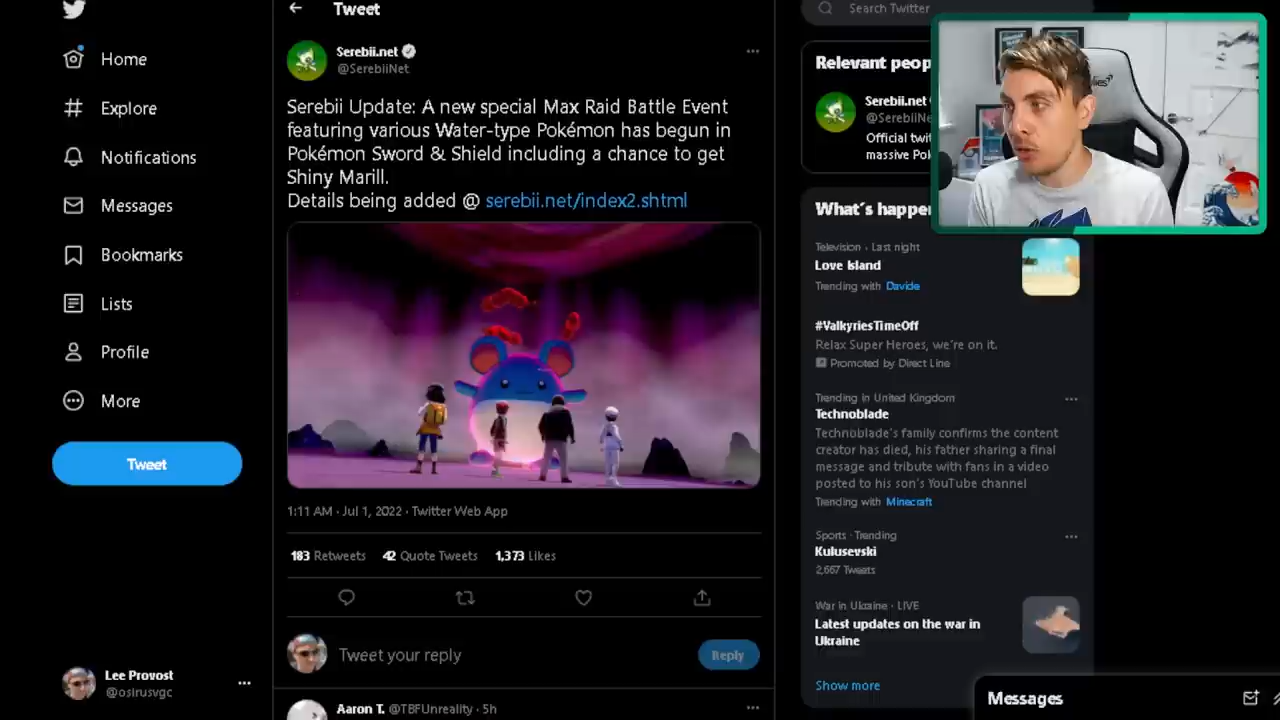 Tweet
Home
Explore
Notifications
Messages
Bookmarks
Lists
Profile
More
Tweet
Lee Provost
@osirusvgc
Serebii.net
@SerebiiNet
Serebii Update: A new special Max Raid Battle Event
featuring various Water-type Pokémon has begun in
Pokémon Sword & Shield including a chance to get
Shiny Marill.
Details being added @ serebii.net/index2.shtml
1:11 AM · Jul 1, 2022 · Twitter Web App
183 Retweets 42 Quote Tweets 1,373 Likes
Tweet your reply
Reply
Aaron T. @TBFUnreality · 5h
Search Twitter
Relevant peop
Serebii.net
@SerebiiNe
Official twit
massive Pok
What's happe
Television · Last night
Love Island
Trending with Davide
#ValkyriesTimeOff
Relax Super Heroes, we're on it.
Promoted by Direct Line
Trending in United Kingdom
Technoblade
Technoblade's family confirms the content
creator has died, his father sharing a final
message and tribute with fans in a video
posted to his son's YouTube channel
Trending with Minecraft
Sports · Trending
Kulusevski
2,667 Tweets
War in Ukraine · LIVE
Latest updates on the war in
Ukraine
Show more
Messages